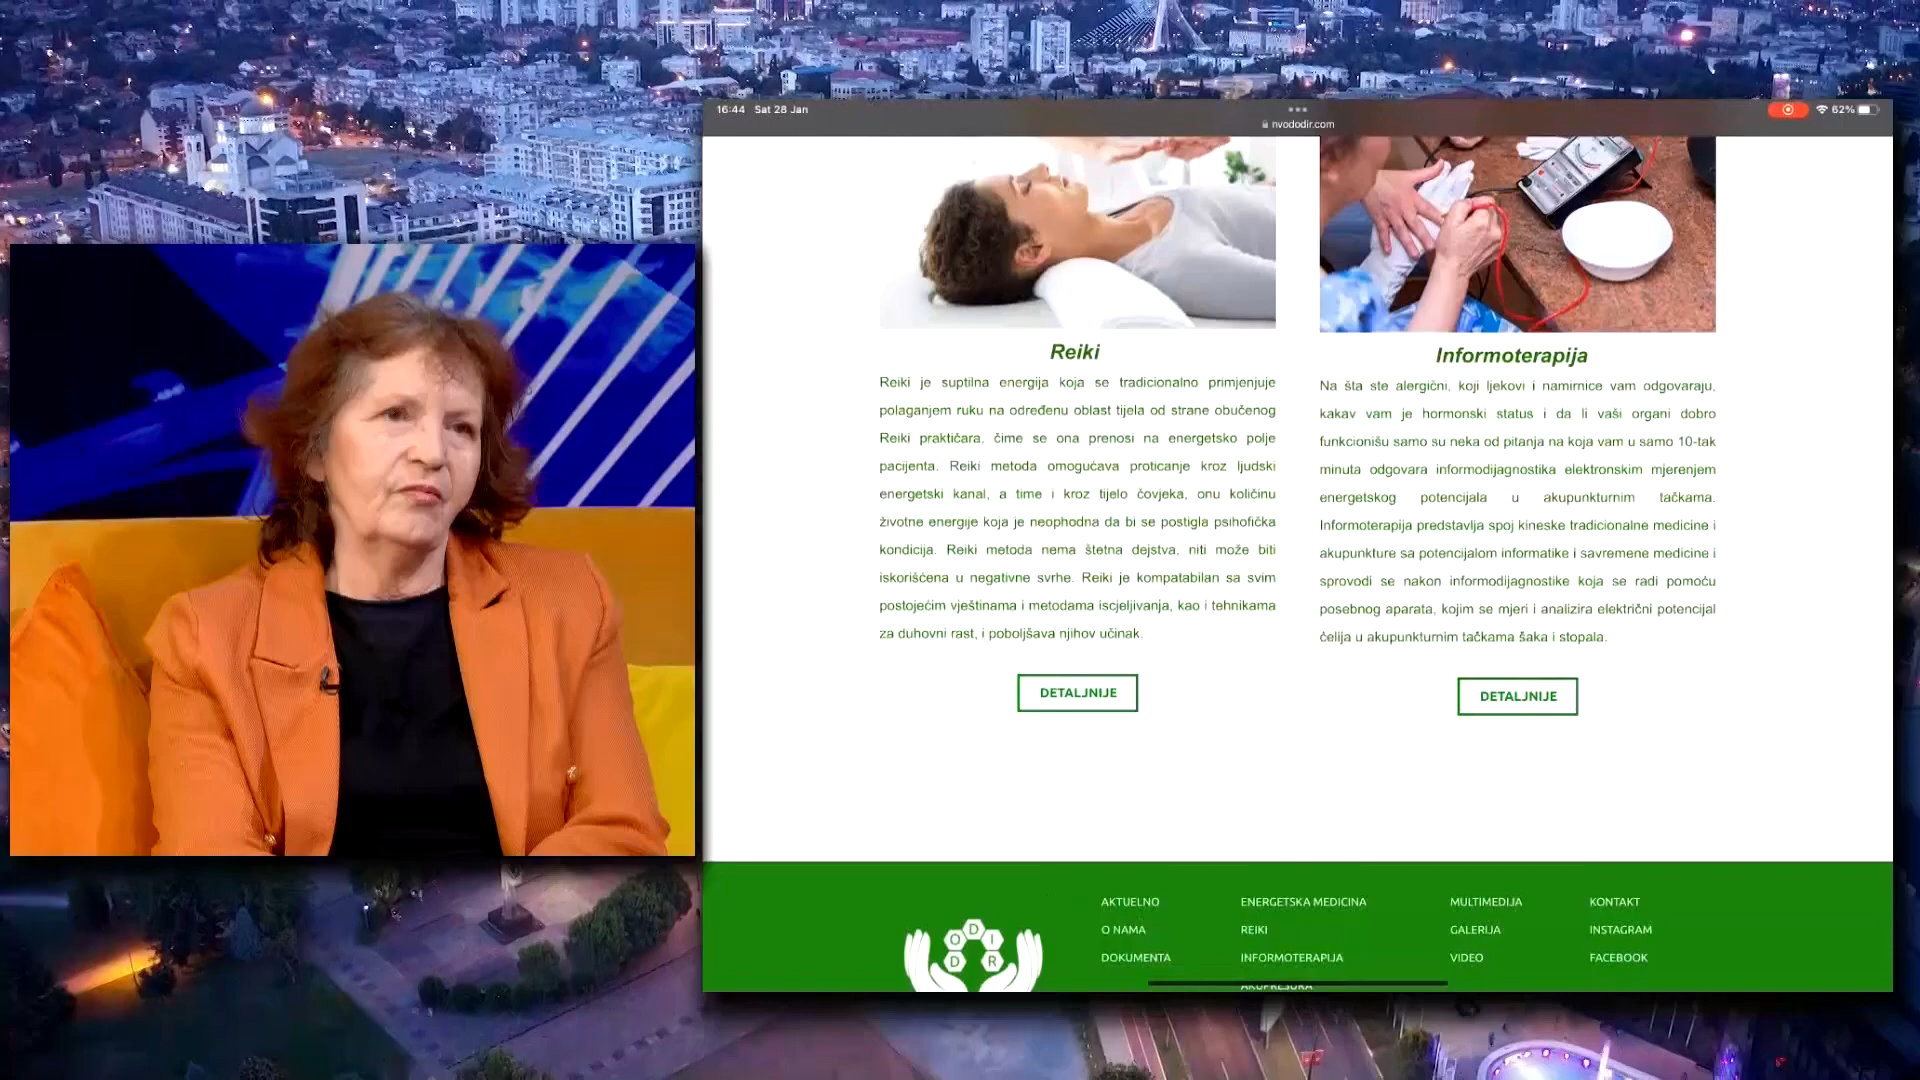 16:44 Sat 28 Jan
62%
nvododir.com
Reiki
Reiki je suptilna energija koja se tradicionalno primjenjuje
polaganjem ruku na određenu oblast tijela od strane obučenog
Reiki praktičara, čime se ona prenosi na energetsko polje
pacijenta. Reiki metoda omogućava proticanje kroz ljudski
energetski kanal, a time i kroz tijelo čovjeka, onu količinu
životne energije koja je neophodna da bi se postigla psihofička
kondicija. Reiki metoda nema štetna dejstva, niti može biti
iskorišćena u negativne svrhe. Reiki je kompatabilan sa svim
postojećim vještinama i metodama iscjeljivanja, kao i tehnikama
za duhovni rast, i poboljšava njihov učinak.
DETALJNIJE
Informoterapija
Na šta ste alergični, koji ljekovi i namirnice vam odgovaraju,
kakav vam je hormonski status i da li vaši organi dobro
funkcionišu samo su neka od pitanja na koja vam u samo 10-tak
minuta odgovara informodijagnostika elektronskim mjerenjem
energetskog potencijala u akupunkturnim tačkama.
Informoterapija predstavlja spoj kineske tradicionalne medicine i
akupunkture sa potencijalom informatike i savremene medicine i
sprovodi se nakon informodijagnostike koja se radi pomoću
posebnog aparata, kojim se mjeri i analizira električni potencijal
ćelija u akupunkturnim tačkama šaka i stopala.
DETALJNIJE
ODIDR
AKTUELNO
O NAMA
DOKUMENTA
ENERGETSKA MEDICINA
REIKI
INFORMOTERAPIJA
AKUPRESURA
MULTIMEDIJA
GALERIJA
VIDEO
KONTAKT
INSTAGRAM
FACEBOOK